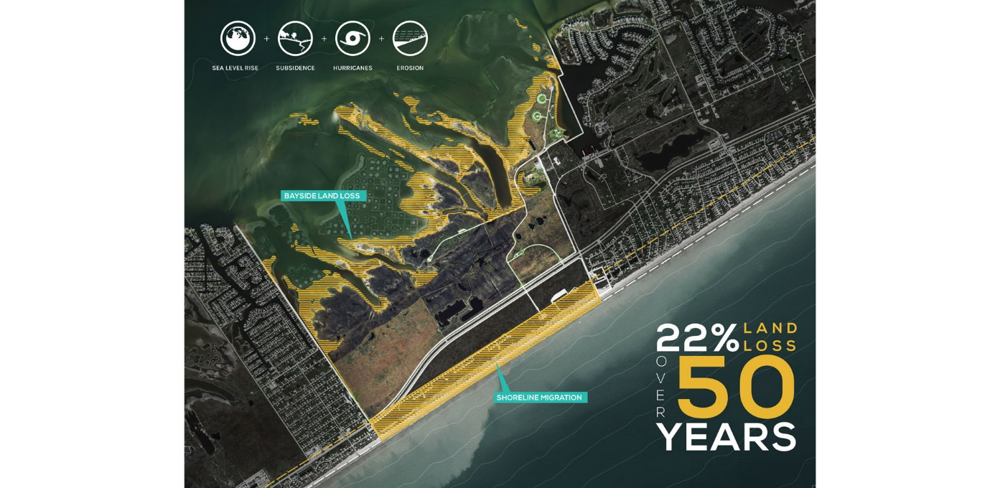 SEA LEVEL RISE + SUBSIDENCE + HURRICANES + EROSION
BAYSIDE LAND LOSS
SHORELINE MIGRATION
22% LAND LOSS
OVER 50
YEARS